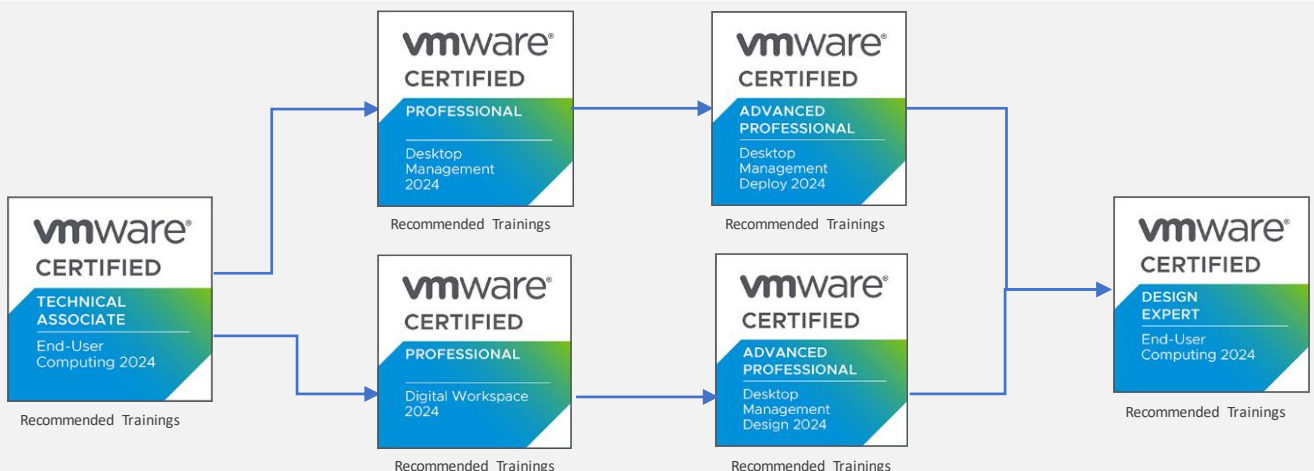 vmware®
CERTIFIED
PROFESSIONAL
Desktop
Management
2024
Recommended Trainings
vmware®
CERTIFIED
ADVANCED
PROFESSIONAL
Desktop
Management
Deploy 2024
vmware®
CERTIFIED
TECHNICAL
ASSOCIATE
End-User
Computing 2024
Recommended Trainings
vmware®
CERTIFIED
PROFESSIONAL
Digital Workspace
2024
Recommended Trainings
Recommended Trainings
vmware®
CERTIFIED
ADVANCED
PROFESSIONAL
Desktop
Management
Design 2024
Recommended Trainings
vmware®
CERTIFIED
DESIGN
EXPERT
End-User
Computing 2024
Recommended Trainings